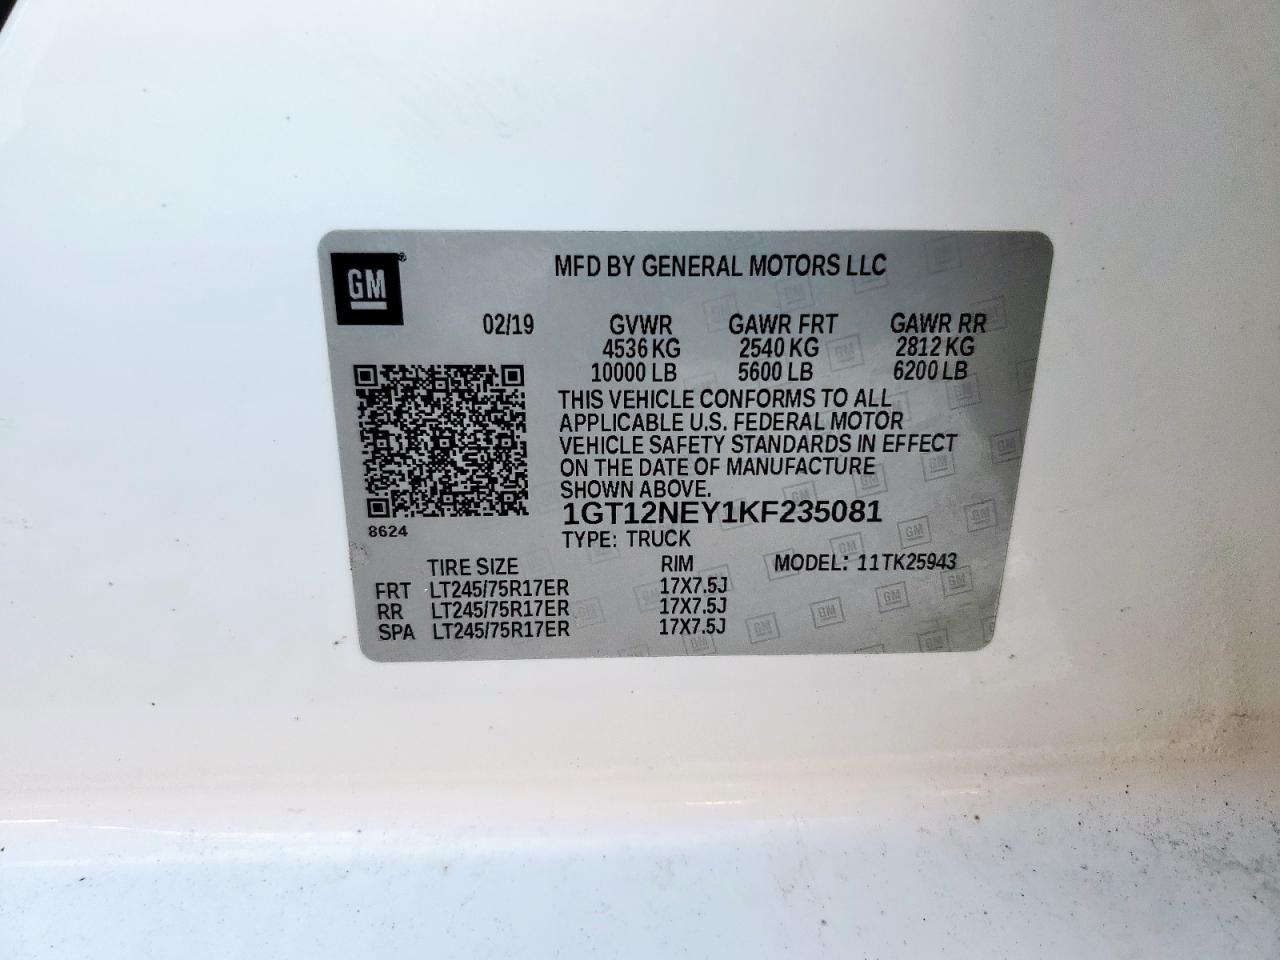 GM®
MFD BY GENERAL MOTORS LLC
02/19 GVWR GAWR FRT GAWR RR
4536 KG 2540 KG 2812 KG
10000 LB 5600 LB 6200 LB
THIS VEHICLE CONFORMS TO ALL
APPLICABLE U.S. FEDERAL MOTOR
VEHICLE SAFETY STANDARDS IN EFFECT
ON THE DATE OF MANUFACTURE
SHOWN ABOVE.
1GT12NEY1KF235081
8624
TYPE: TRUCK
TIRE SIZE RIM MODEL: 11TK25943
FRT LT245/75R17ER 17X7.5J
RR LT245/75R17ER 17X7.5J
SPA LT245/75R17ER 17X7.5J